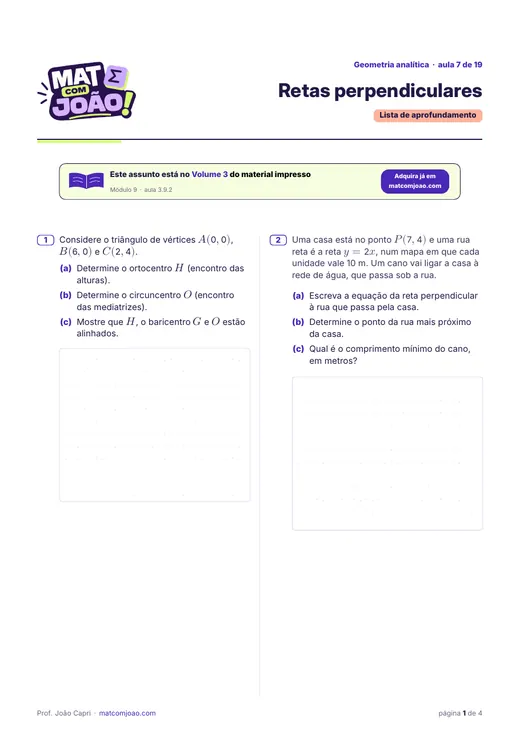 MAT Σ
COM
JOÃO!
Geometria analítica · aula 7 de 19
Retas perpendiculares
Lista de aprofundamento
Este assunto está no Volume 3 do material impresso
Módulo 9 · aula 3.9.2
Adquira já em
matcomjoao.com
1 Considere o triângulo de vértices A(0, 0),
B(6, 0) e C(2, 4).
(a) Determine o ortocentro H (encontro das
alturas).
(b) Determine o circuncentro O (encontro
das mediatrizes).
(c) Mostre que H, o baricentro G e O estão
alinhados.
2 Uma casa está no ponto P(7, 4) e uma rua
reta é a reta y = 2x, num mapa em que cada
unidade vale 10 m. Um cano vai ligar a casa à
rede de água, que passa sob a rua.
(a) Escreva a equação da reta perpendicular
à rua que passa pela casa.
(b) Determine o ponto da rua mais próximo
da casa.
(c) Qual é o comprimento mínimo do cano,
em metros?
Prof. João Capri · matcomjoao.com
página 1 de 4